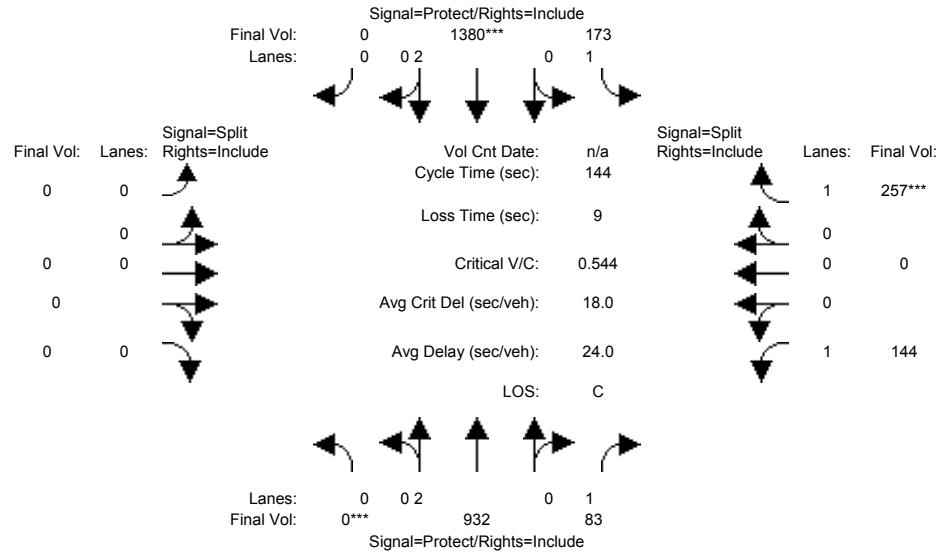 Signal=Protect/Rights=Include
Final Vol: 0 1380*** 173
Lanes: 0 0 2 0 1
Signal=Split
Final Vol: Lanes: Rights=Include
Vol Cnt Date: n/a
Signal=Split
Rights=Include Lanes: Final Vol:
Cycle Time (sec): 144
0 0
1 257***
Loss Time (sec): 9
0
0
0 0
Critical V/C: 0.544
0 0
0
Avg Crit Del (sec/veh): 18.0
0
0 0
Avg Delay (sec/veh): 24.0
1 144
LOS: C
Lanes: 0 0 2 0 1
Final Vol: 0*** 932 83
Signal=Protect/Rights=Include